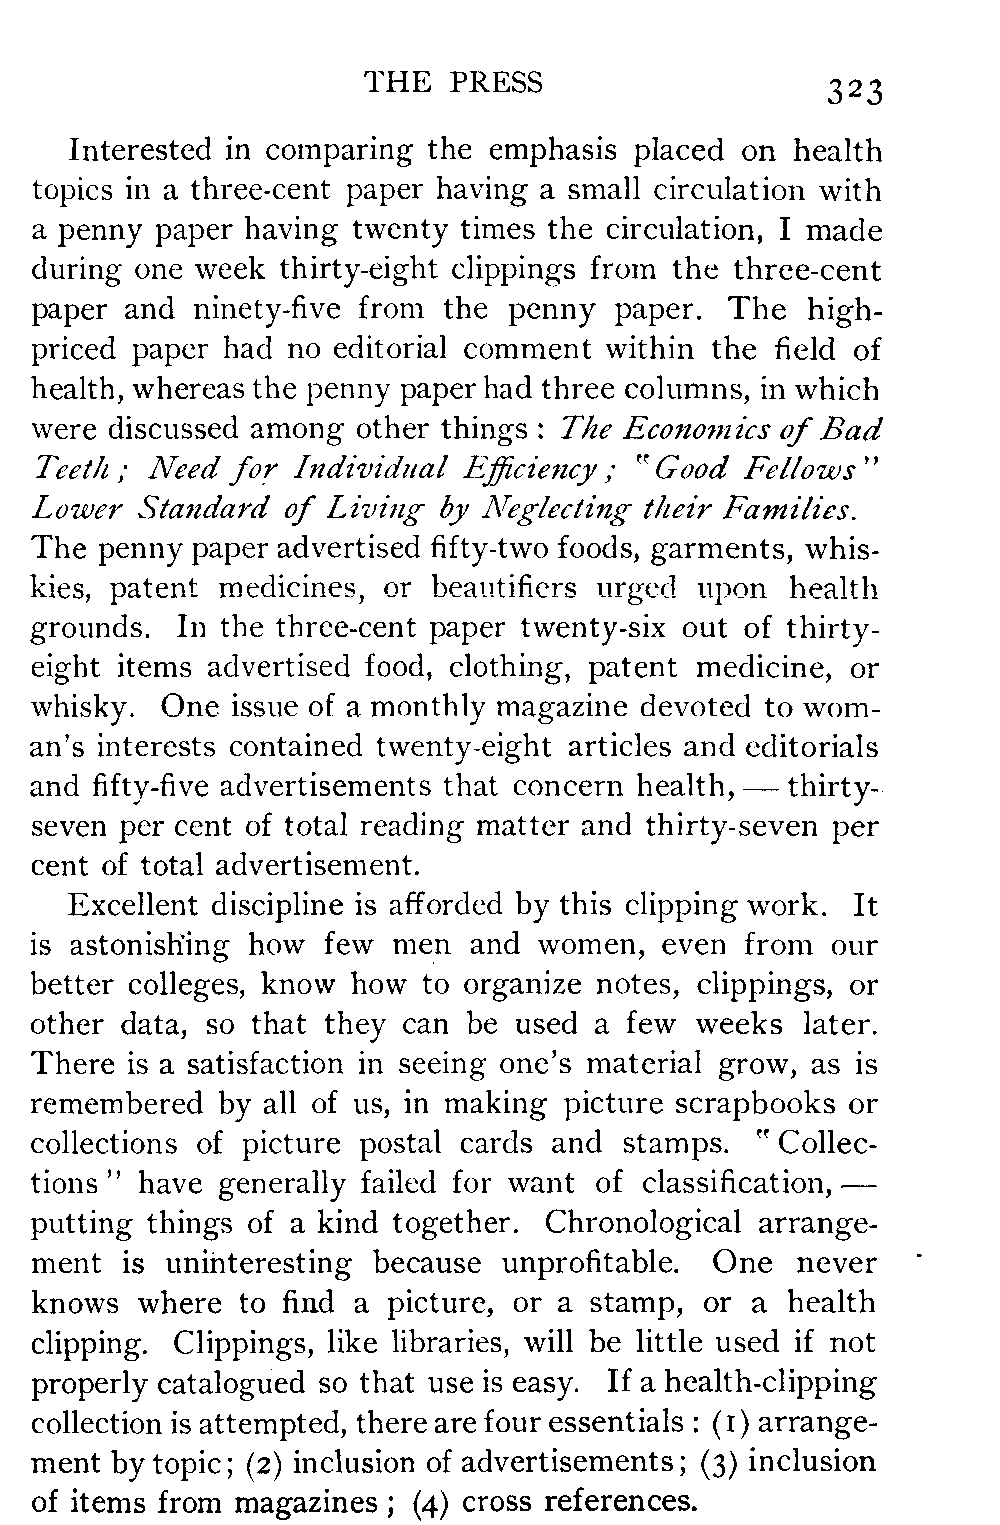 THE PRESS 323
Interested in comparing the emphasis placed on health
topics in a three-cent paper having a small circulation with
a penny paper having twenty times the circulation, I made
during one week thirty-eight clippings from the three-cent
paper and ninety-five from the penny paper. The high-
priced paper had no editorial comment within the field of
health, whereas the penny paper had three columns, in which
were discussed among other things : The Economics of Bad
Teeth ; Need for Individual Efficiency ; "Good Fellows"
Lower Standard of Living by Neglecting their Families.
The penny paper advertised fifty-two foods, garments, whis-
kies, patent medicines, or beautifiers urged upon health
grounds. In the three-cent paper twenty-six out of thirty-
eight items advertised food, clothing, patent medicine, or
whisky. One issue of a monthly magazine devoted to wom-
an's interests contained twenty-eight articles and editorials
and fifty-five advertisements that concern health, — thirty-
seven per cent of total reading matter and thirty-seven per
cent of total advertisement.
Excellent discipline is afforded by this clipping work. It
is astonishing how few men and women, even from our
better colleges, know how to organize notes, clippings, or
other data, so that they can be used a few weeks later.
There is a satisfaction in seeing one's material grow, as is
remembered by all of us, in making picture scrapbooks or
collections of picture postal cards and stamps. "Collec-
tions" have generally failed for want of classification, —
putting things of a kind together. Chronological arrange-
ment is uninteresting because unprofitable. One never
knows where to find a picture, or a stamp, or a health
clipping. Clippings, like libraries, will be little used if not
properly catalogued so that use is easy. If a health-clipping
collection is attempted, there are four essentials : (1) arrange-
ment by topic; (2) inclusion of advertisements; (3) inclusion
of items from magazines ; (4) cross references.